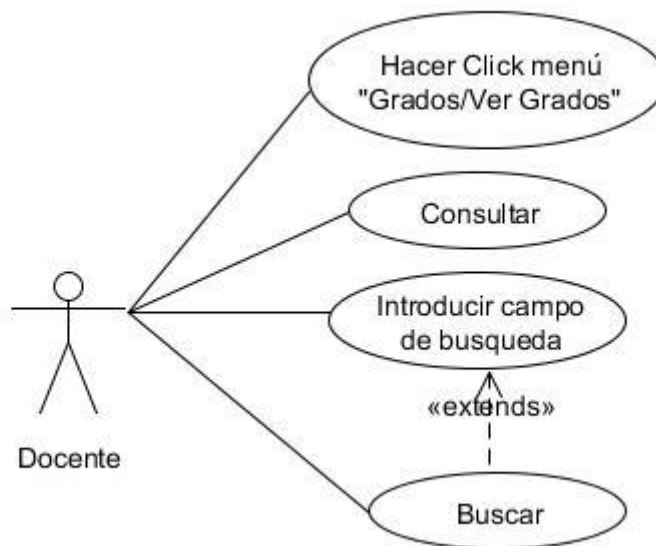 Hacer Click menú
"Grados/Ver Grados"
Consultar
Introducir campo
de busqueda
«extends»
Docente
Buscar